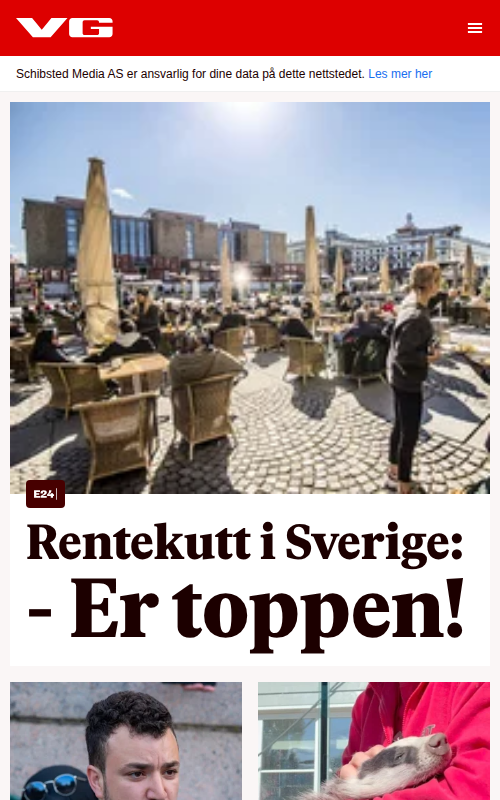 VG
Schibsted Media AS er ansvarlig for dine data på dette nettstedet. Les mer her
E24
Rentekutt i Sverige:
- Er toppen!